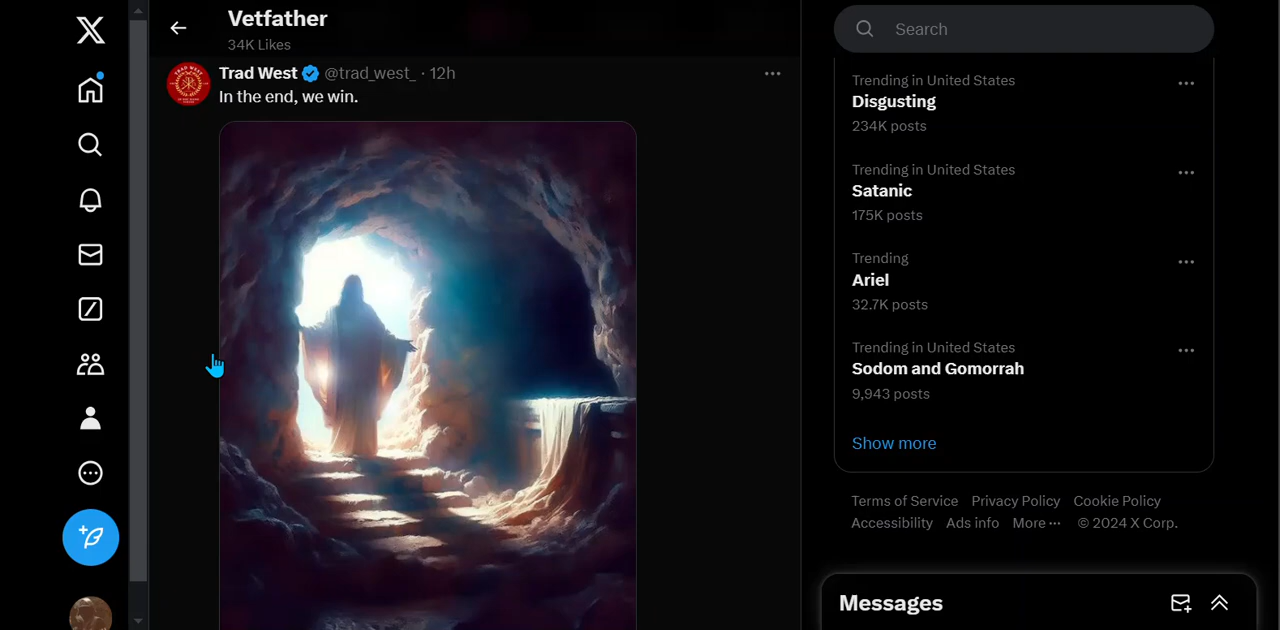 Vetfather
34K Likes
Trad West @trad_west_ · 12h
In the end, we win.
Search
Trending in United States
Disgusting
234K posts
Trending in United States
Satanic
175K posts
Trending
Ariel
32.7K posts
Trending in United States
Sodom and Gomorrah
9,943 posts
Show more
Terms of Service Privacy Policy Cookie Policy
Accessibility Ads info More ··· © 2024 X Corp.
Messages